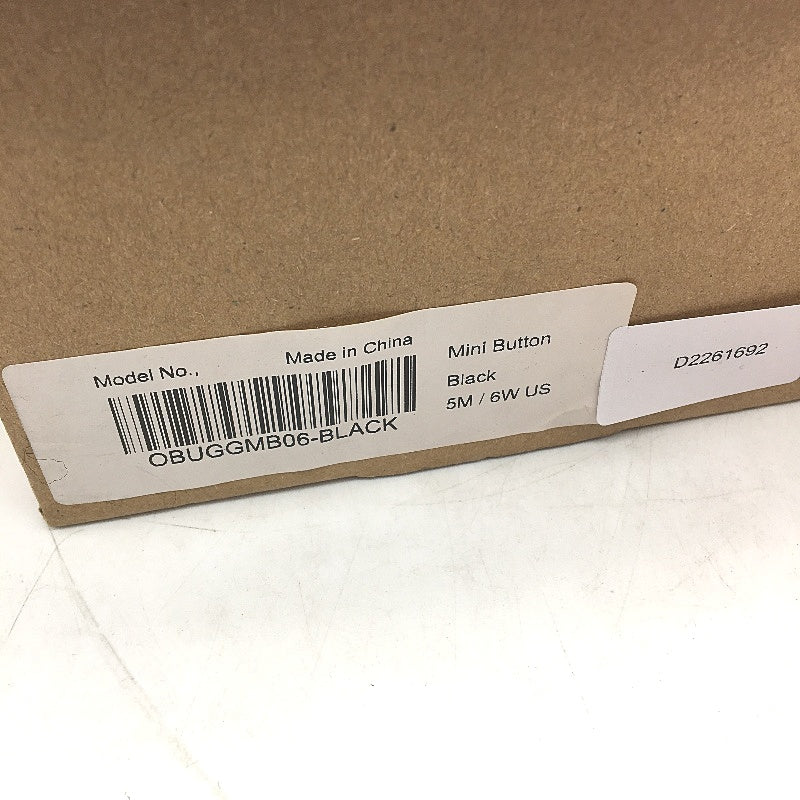 Model No., Made in China
OBUGGMB06-BLACK
Mini Button
Black
5M / 6W US
D2261692